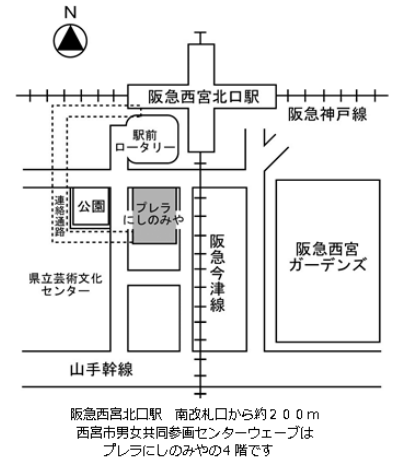 N
阪急西宮北口駅
阪急神戸線
駅前
ロータリー
連絡通路
公園
プレラ
にしのみや
阪急今津線
阪急西宮
ガーデンズ
県立芸術文化
センター
山手幹線
阪急西宮北口駅　南改札口から約２００ｍ
西宮市男女共同参画センターウェーブは
プレラにしのみやの４階です